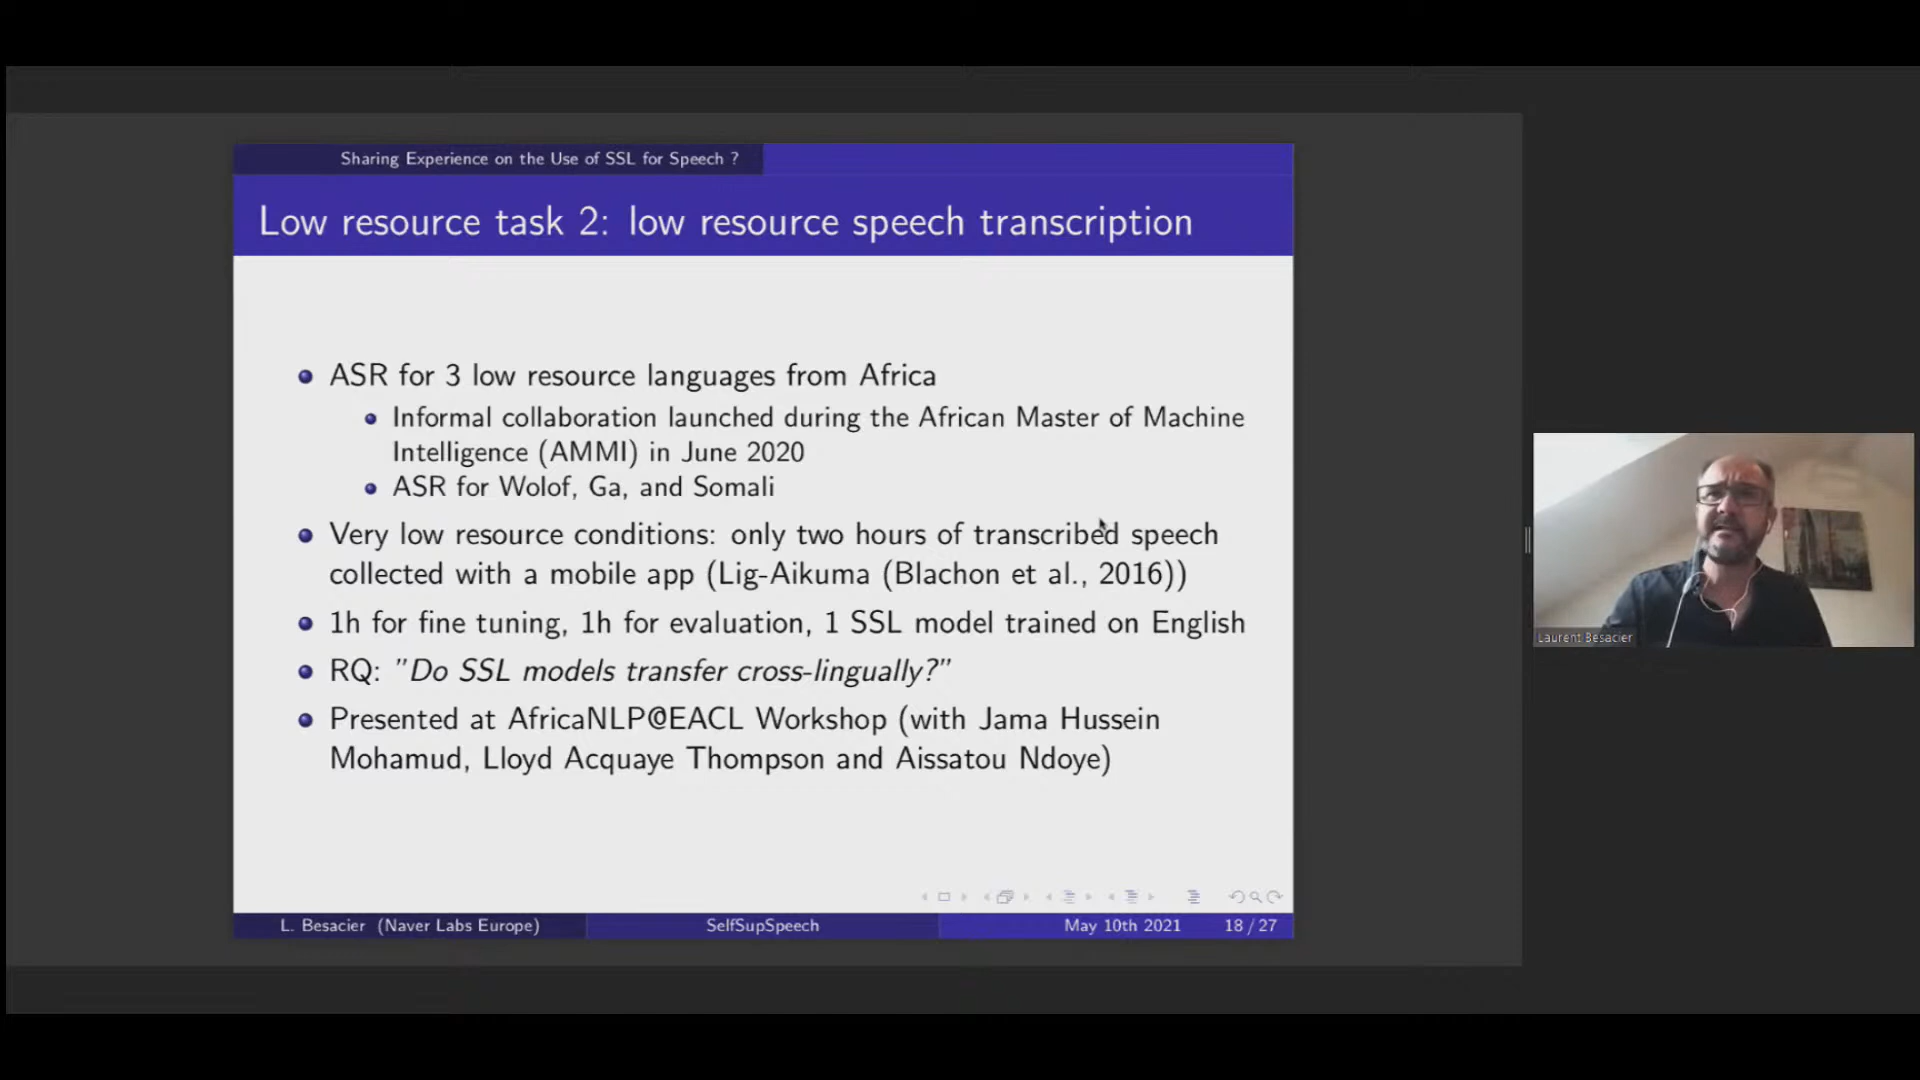 Sharing Experience on the Use of SSL for Speech ?
Low resource task 2: low resource speech transcription
ASR for 3 low resource languages from Africa
Informal collaboration launched during the African Master of Machine
Intelligence (AMMI) in June 2020
ASR for Wolof, Ga, and Somali
Very low resource conditions: only two hours of transcribed speech
collected with a mobile app (Lig-Aikuma (Blachon et al., 2016))
1h for fine tuning, 1h for evaluation, 1 SSL model trained on English
RQ: "Do SSL models transfer cross-lingually?"
Presented at AfricaNLP@EACL Workshop (with Jama Hussein
Mohamud, Lloyd Acquaye Thompson and Aissatou Ndoye)
L. Besacier (Naver Labs Europe) SelfSupSpeech May 10th 2021 18 / 27
Laurent Besacier